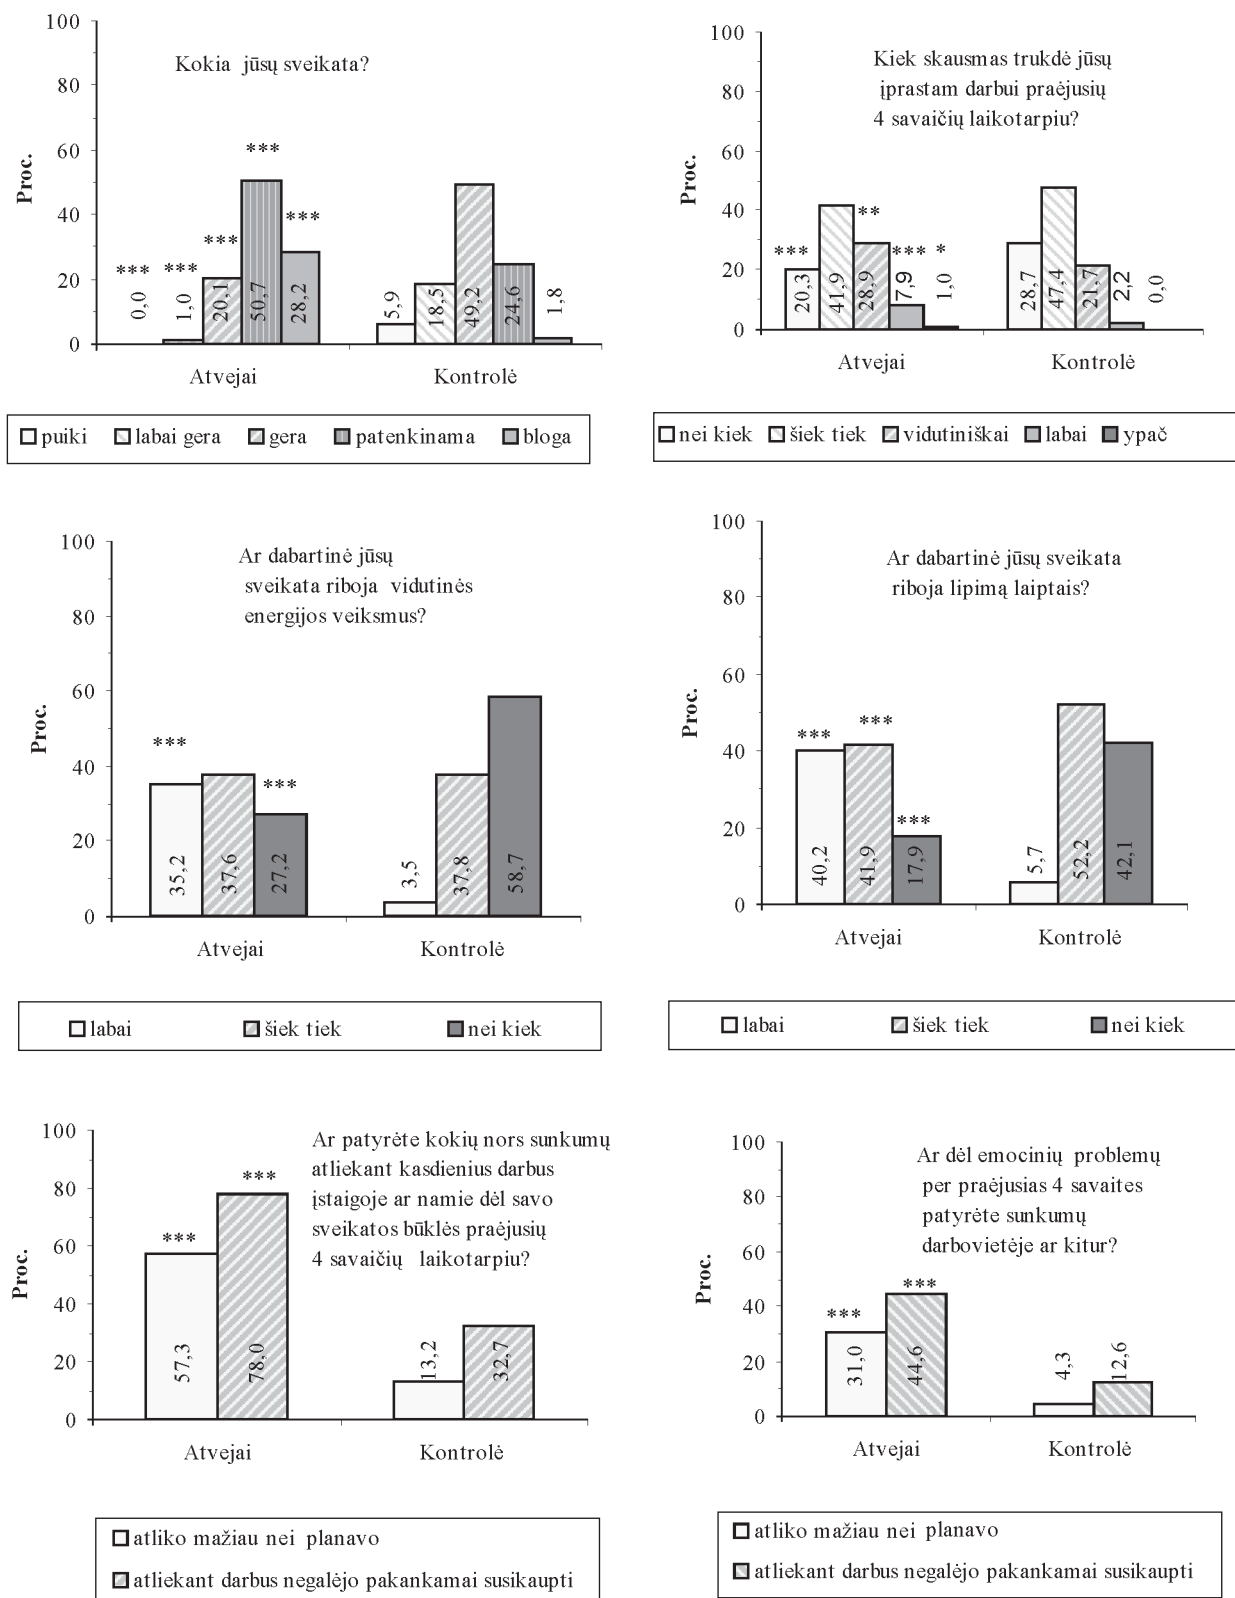 Kokia jūsų sveikata?
Proc.
100
80
60
40
20
0
*** *** *** *** ***
0,0 1,0 20,1 50,7 28,2
5,9 18,5 49,2 24,6 1,8
Atvejai Kontrolė
puiki labai gera gera patenkinama bloga
Kiek skausmas trukdė jūsų
įprastam darbui praėjusių
4 savaičių laikotarpiu?
Proc.
100
80
60
40
20
0
*** ** *** *
20,3 41,9 28,9 7,9 1,0
28,7 47,4 21,7 2,2 0,0
Atvejai Kontrolė
nei kiek šiek tiek vidutiniškai labai ypač
Ar dabartinė jūsų
sveikata riboja vidutinės
energijos veiksmus?
Proc.
100
80
60
40
20
0
*** ***
35,2 37,6 27,2
3,5 37,8 58,7
Atvejai Kontrolė
labai šiek tiek nei kiek
Ar dabartinė jūsų sveikata
riboja lipimą laiptais?
Proc.
100
80
60
40
20
0
*** *** ***
40,2 41,9 17,9
5,7 52,2 42,1
Atvejai Kontrolė
labai šiek tiek nei kiek
Ar patyrėte kokių nors sunkumų
atliekant kasdienius darbus
įstaigoje ar namie dėl savo
sveikatos būklės praėjusių
4 savaičių laikotarpiu?
Proc.
100
80
60
40
20
0
*** ***
57,3 78,0
13,2 32,7
Atvejai Kontrolė
atliko mažiau nei planavo
atliekant darbus negalėjo pakankamai susikaupti
Ar dėl emocinių problemų
per praėjusias 4 savaites
patyrėte sunkumų
darbovietėje ar kitur?
Proc.
100
80
60
40
20
0
*** ***
31,0 44,6
4,3 12,6
Atvejai Kontrolė
atliko mažiau nei planavo
atliekant darbus negalėjo pakankamai susikaupti